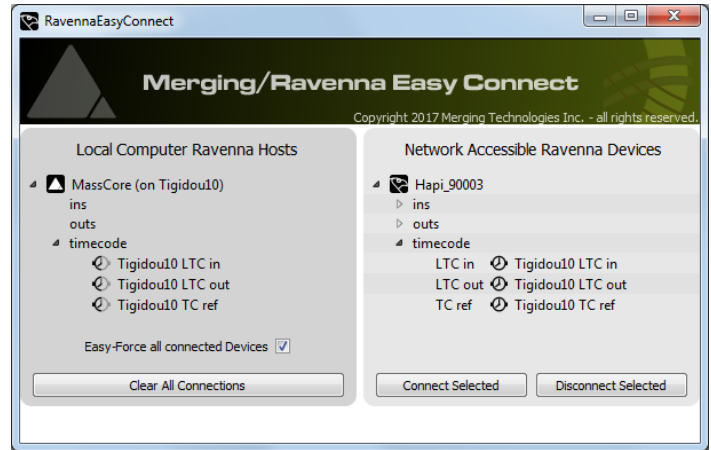 RavennaEasyConnect
Merging/Ravenna Easy Connect
Copyright 2017 Merging Technologies Inc. - all rights reserved.
Local Computer Ravenna Hosts
MassCore (on Tigidou10)
ins
outs
timecode
Tigidou10 LTC in
Tigidou10 LTC out
Tigidou10 TC ref
Easy-Force all connected Devices
Clear All Connections
Network Accessible Ravenna Devices
Hapi_90003
ins
outs
timecode
LTC in Tigidou10 LTC in
LTC out Tigidou10 LTC out
TC ref Tigidou10 TC ref
Connect Selected Disconnect Selected